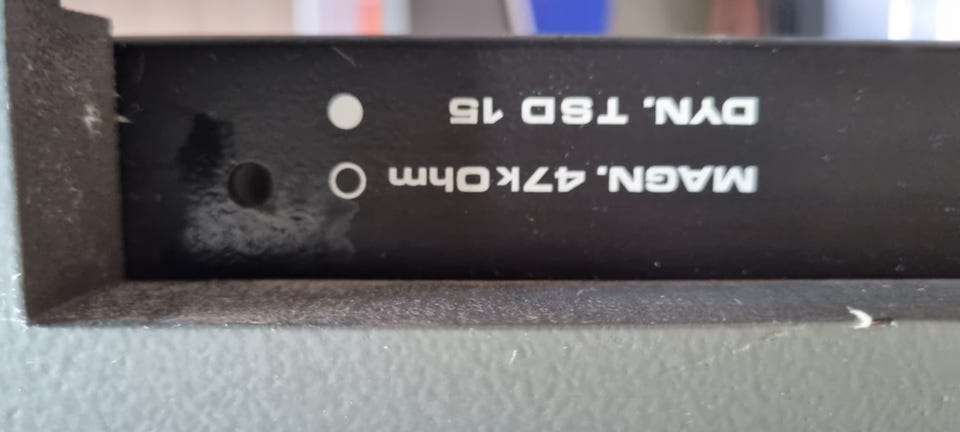 MAGN. 47kOhm
DYN. TSD 15